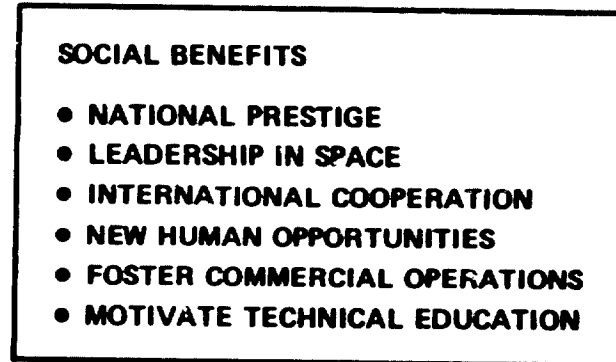 SOCIAL BENEFITS
● NATIONAL PRESTIGE
● LEADERSHIP IN SPACE
● INTERNATIONAL COOPERATION
● NEW HUMAN OPPORTUNITIES
● FOSTER COMMERCIAL OPERATIONS
● MOTIVATE TECHNICAL EDUCATION